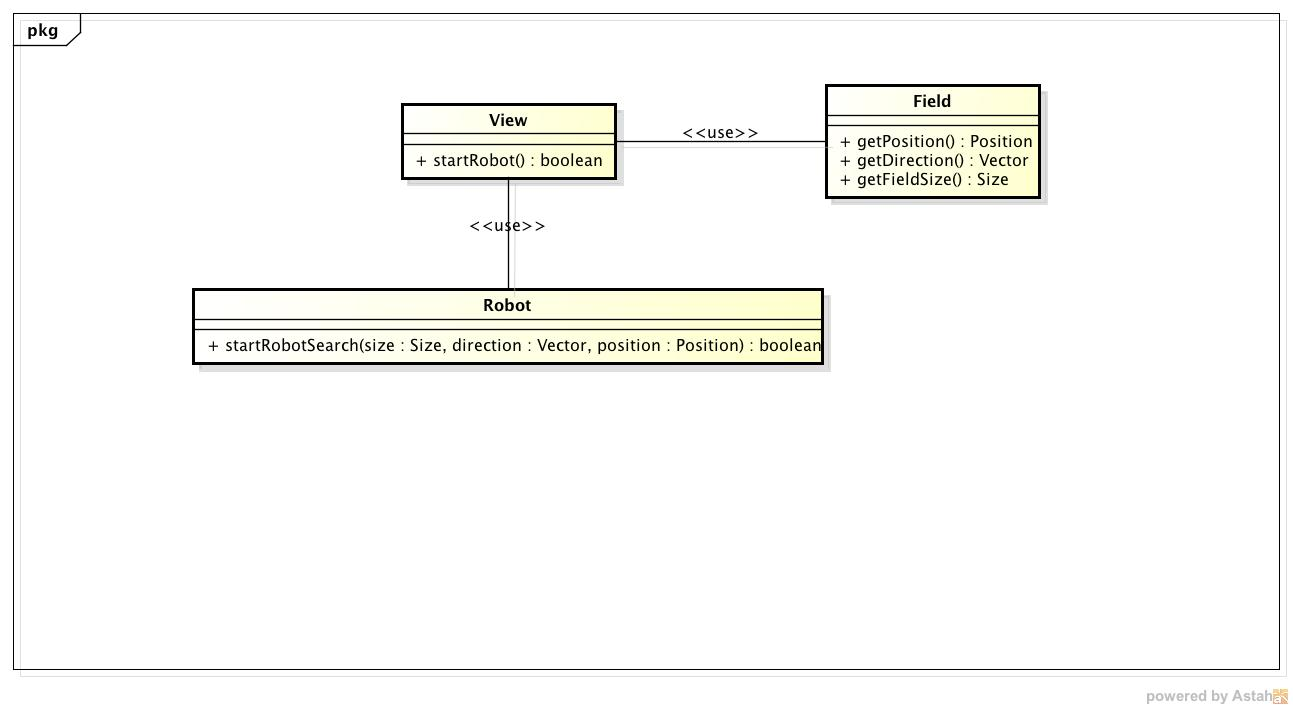 pkg
View
+ startRobot() : boolean
<<use>>
Field
+ getPosition() : Position
+ getDirection() : Vector
+ getFieldSize() : Size
<<use>>
Robot
+ startRobotSearch(size : Size, direction : Vector, position : Position) : boolean
powered by Astah